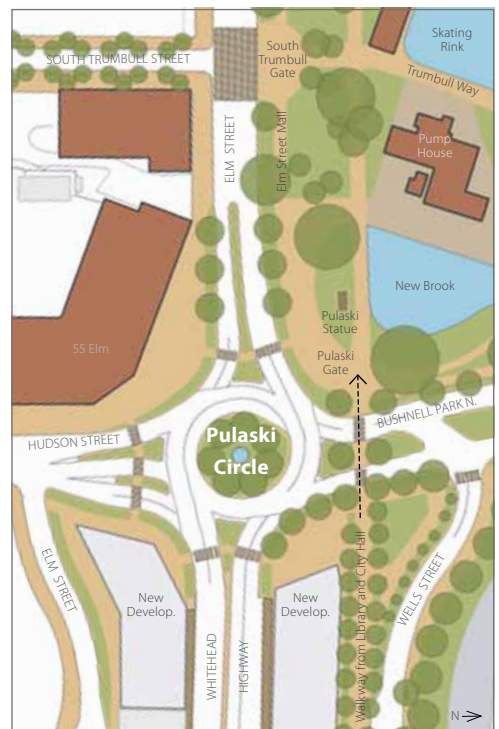 Skating
Rink
South
Trumbull
Gate
SOUTH TRUMBULL STREET
Trumbull Way
ELM STREET
Elm Street Mall
Pump
House
New Brook
Pulaski
Statue
55 Elm
Pulaski
Gate
BUSHNELL PARK N.
Pulaski
Circle
HUDSON STREET
ELM STREET
New
Develop.
New
Develop.
WHITEHEAD
HIGHWAY
Walkway from Library and City Hall
WELLS STREET
N